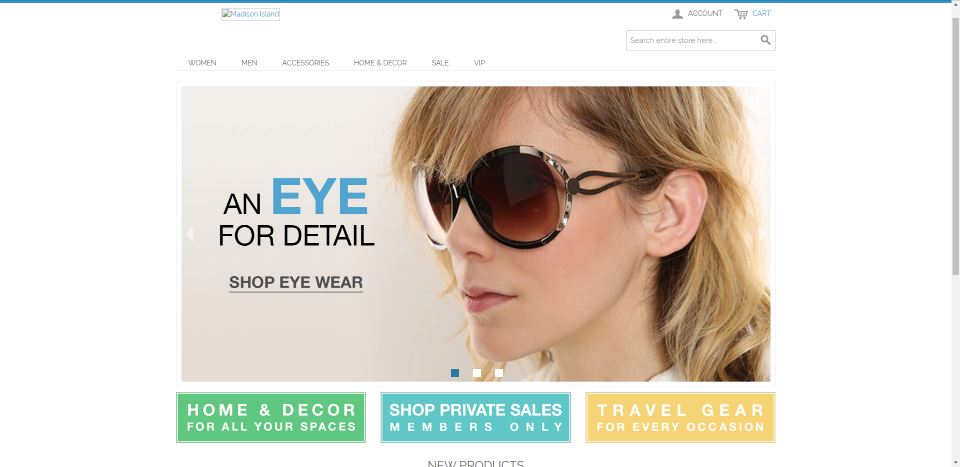 Madison Island
ACCOUNT
CART
Search entire store here...
WOMEN MEN ACCESSORIES HOME & DECOR SALE VIP
AN EYE
FOR DETAIL
SHOP EYE WEAR
HOME & DECOR
FOR ALL YOUR SPACES
SHOP PRIVATE SALES
MEMBERS ONLY
TRAVEL GEAR
FOR EVERY OCCASION
NEW PRODUCTS